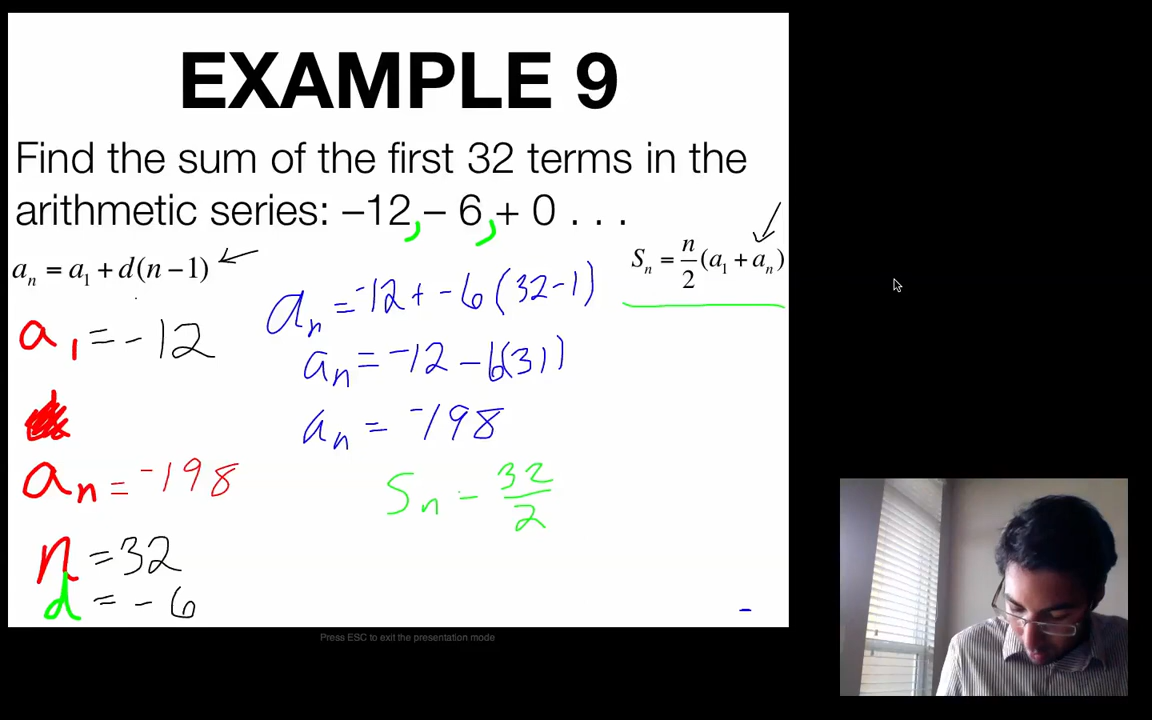 EXAMPLE 9
Find the sum of the first 32 terms in the
arithmetic series: –12, – 6, + 0 . . .
aₙ = a₁ + d(n − 1)
Sₙ = n/2 (a₁ + aₙ)
a₁ = -12
aₙ = -198
n = 32
d = -6
aₙ = -12 + -6(32-1)
aₙ = -12 - 6(31)
aₙ = -198
Sₙ = 32/2
Press ESC to exit the presentation mode